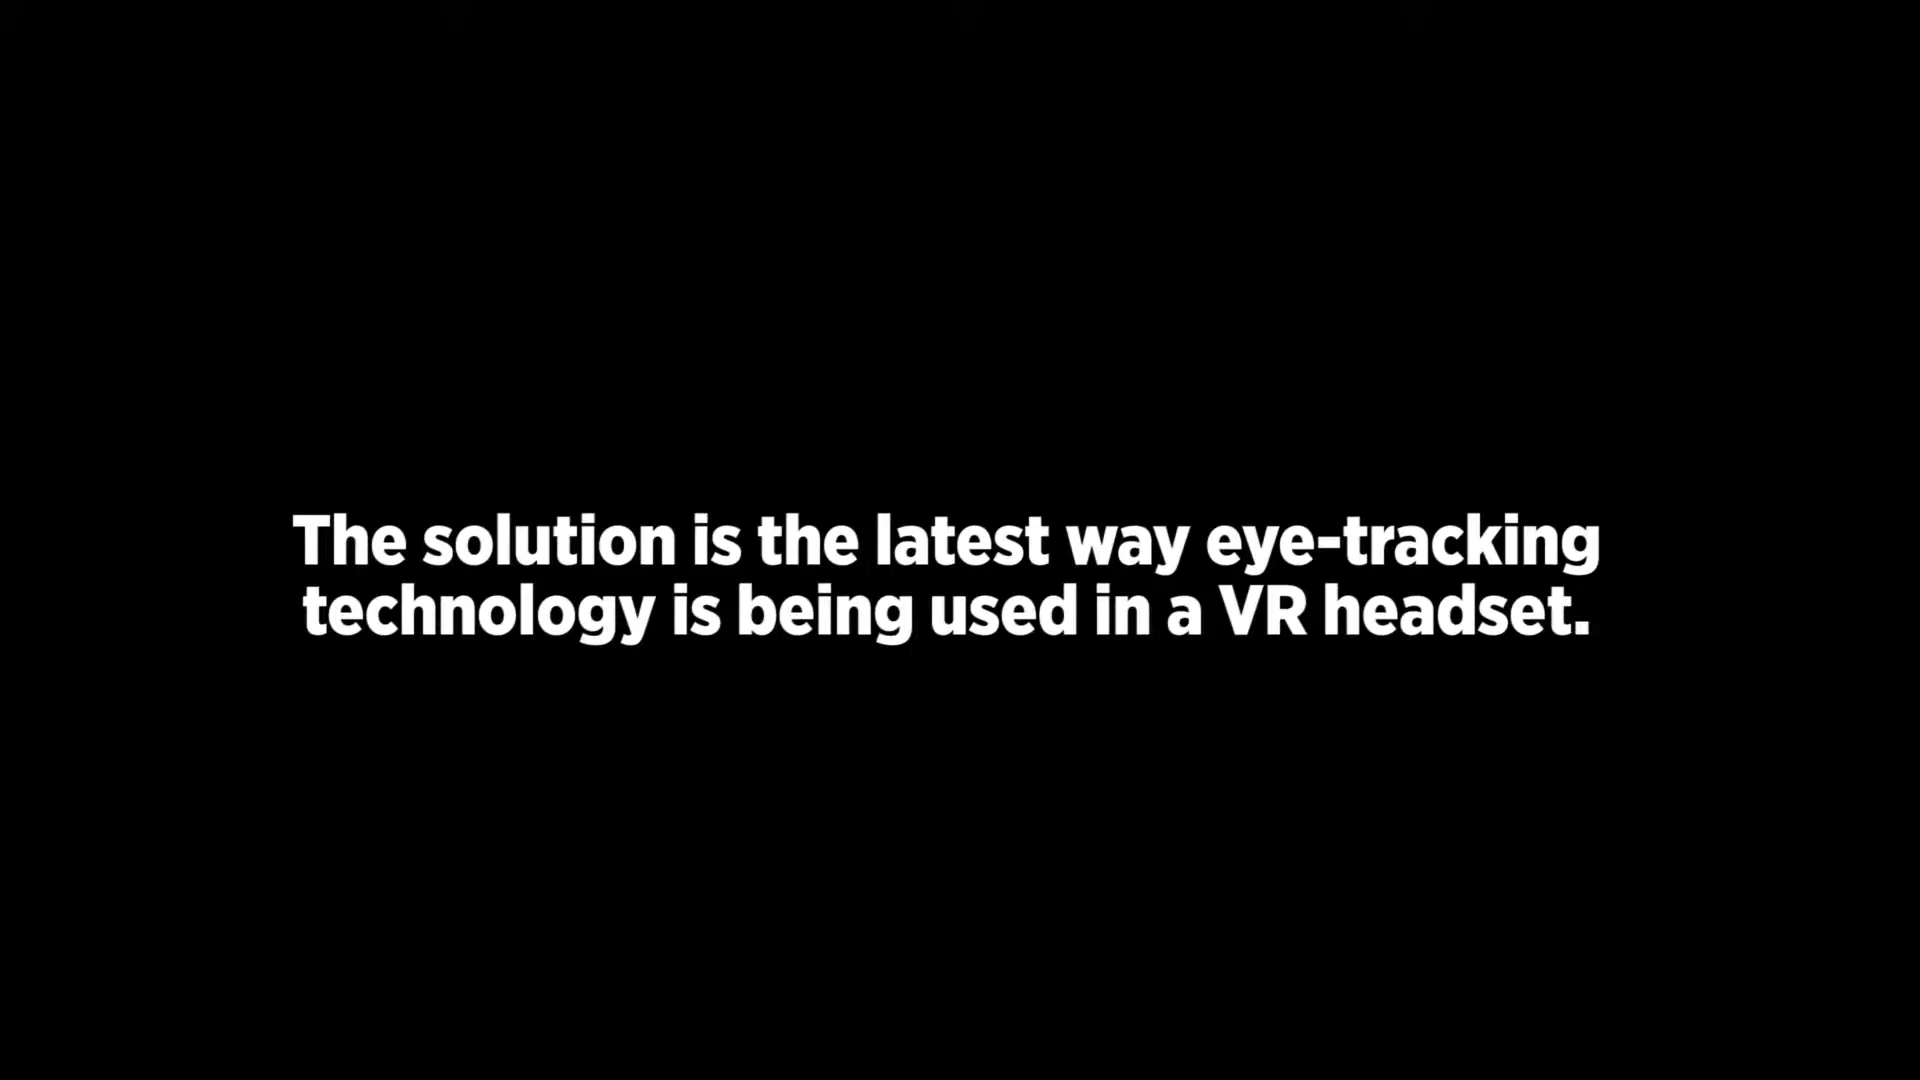 The solution is the latest way eye-tracking
technology is being used in a VR headset.